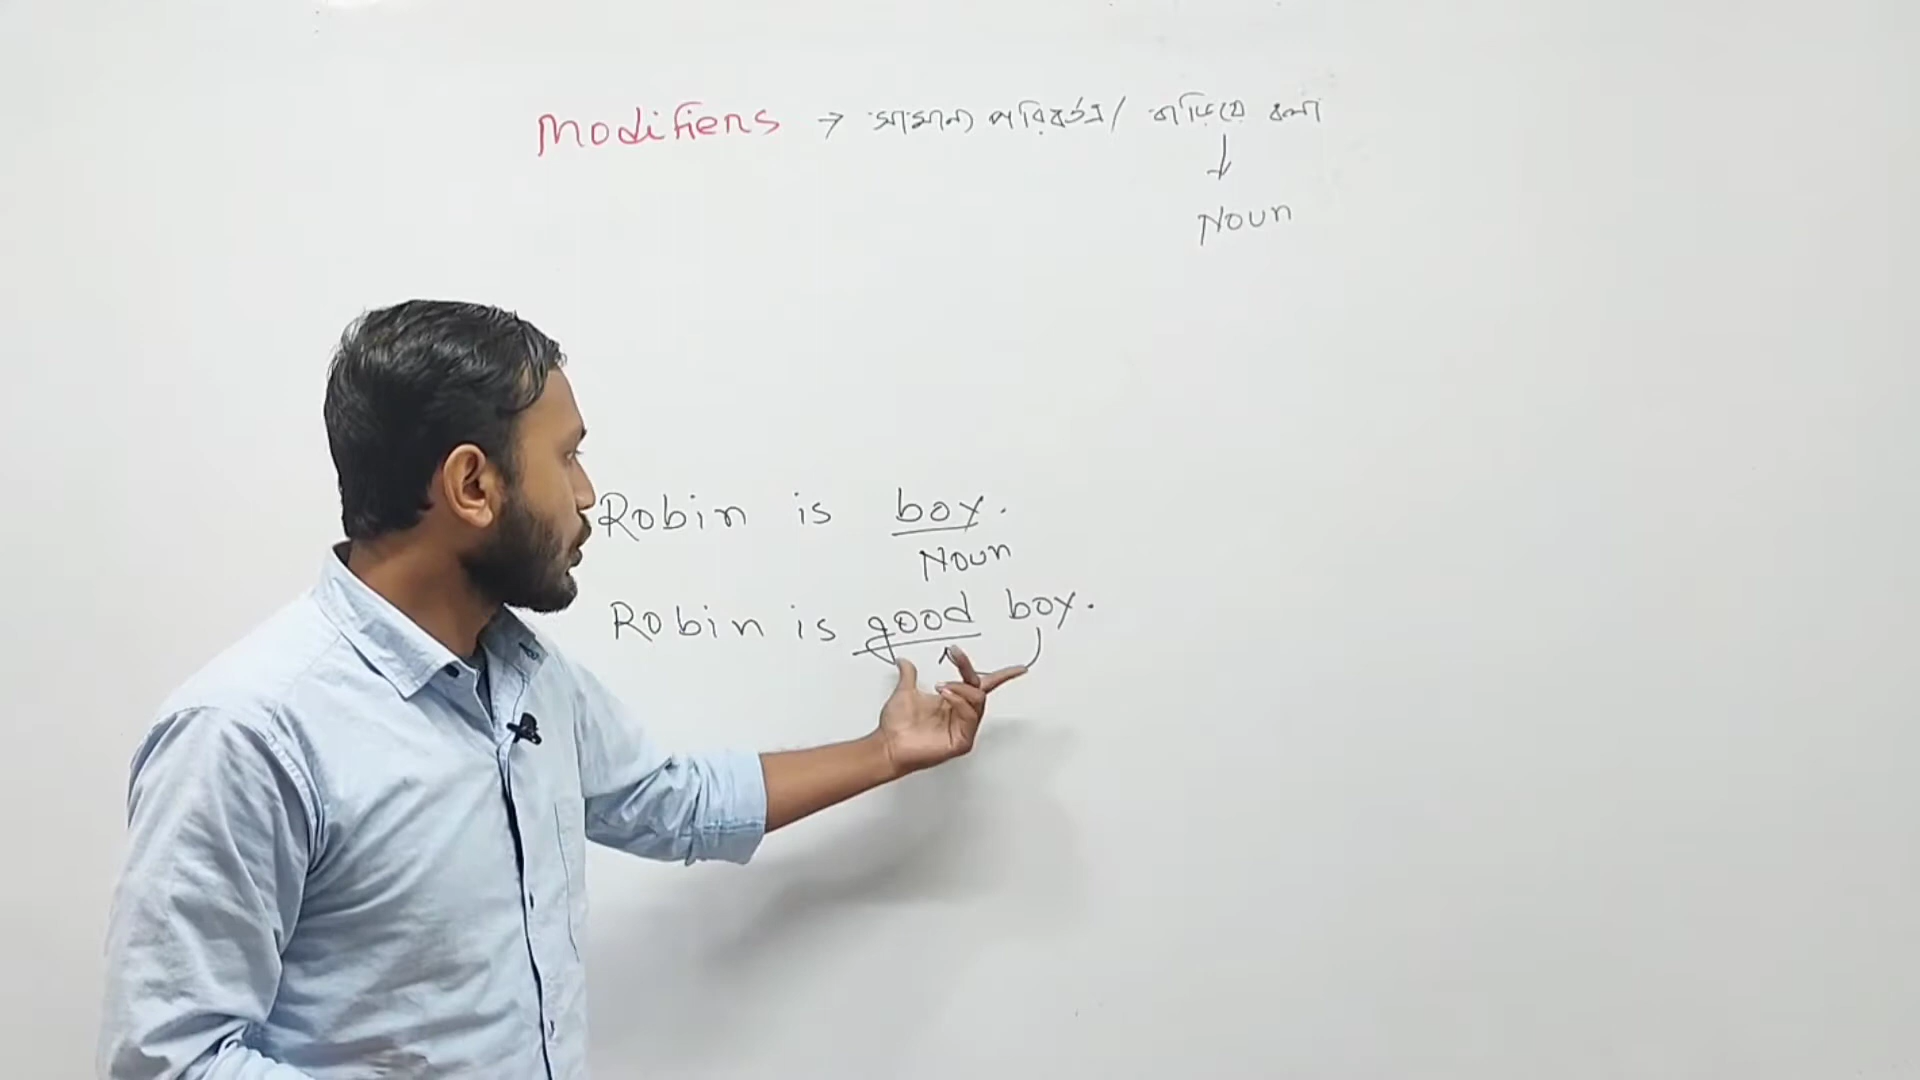 Modifiers → সামান্য পরিবর্তন / বাড়িয়ে বলা
↓
Noun
Robin is boy.
Noun
Robin is good boy.